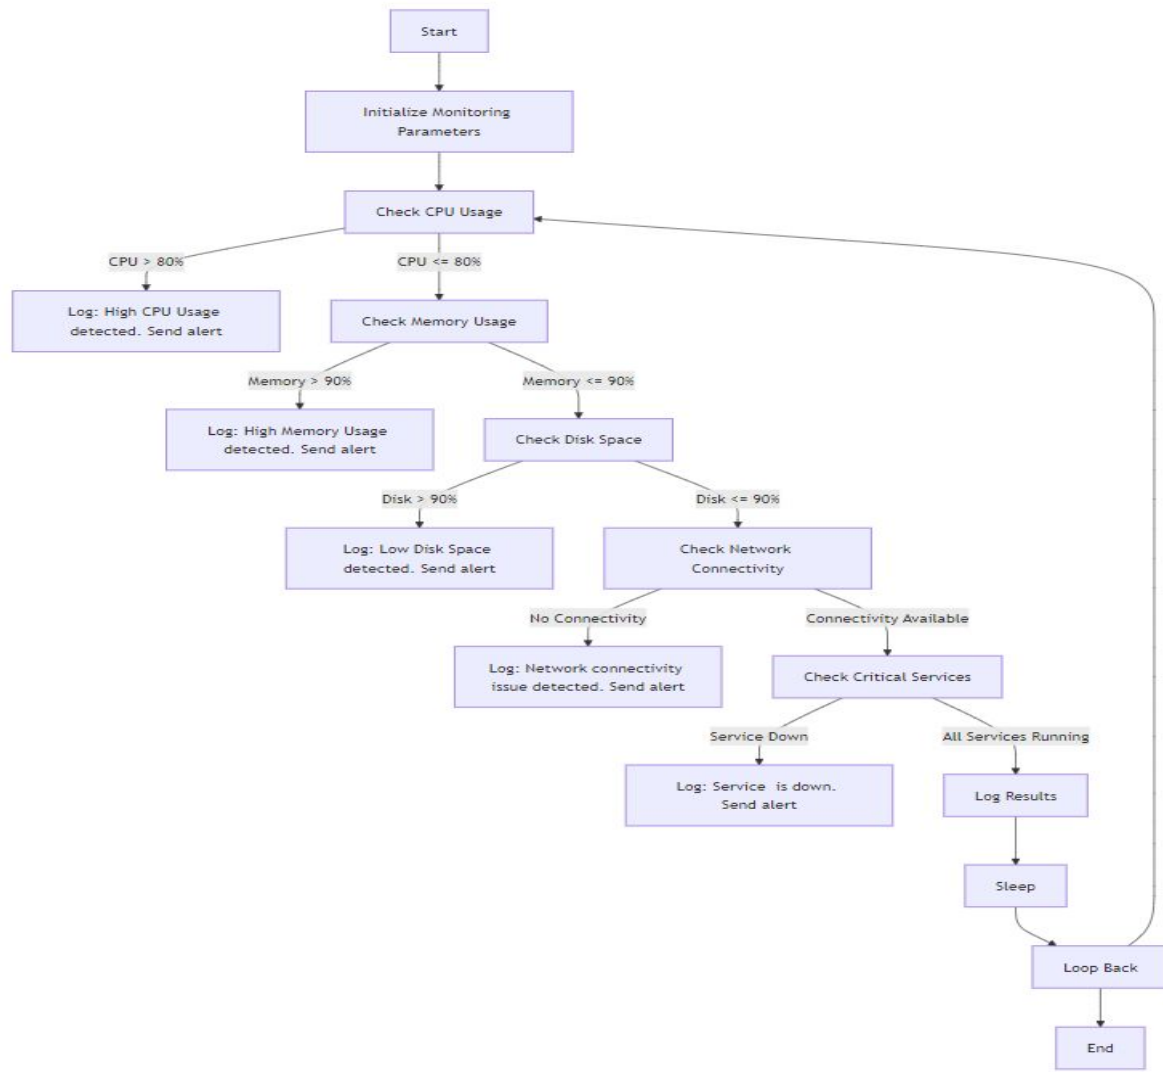 Start
Initialize Monitoring
Parameters
Check CPU Usage
CPU > 80%
CPU <= 80%
Log: High CPU Usage
detected. Send alert
Check Memory Usage
Memory > 90%
Memory <= 90%
Log: High Memory Usage
detected. Send alert
Check Disk Space
Disk > 90%
Disk <= 90%
Log: Low Disk Space
detected. Send alert
Check Network
Connectivity
No Connectivity
Connectivity Available
Log: Network connectivity
issue detected. Send alert
Check Critical Services
Service Down
All Services Running
Log: Service is down.
Send alert
Log Results
Sleep
Loop Back
End